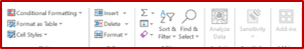 Conditional Formatting
Format as Table
Cell Styles
Insert
Delete
Format
Sort & Filter
Find & Select
Analyze Data
Sensitivity
Add-ins